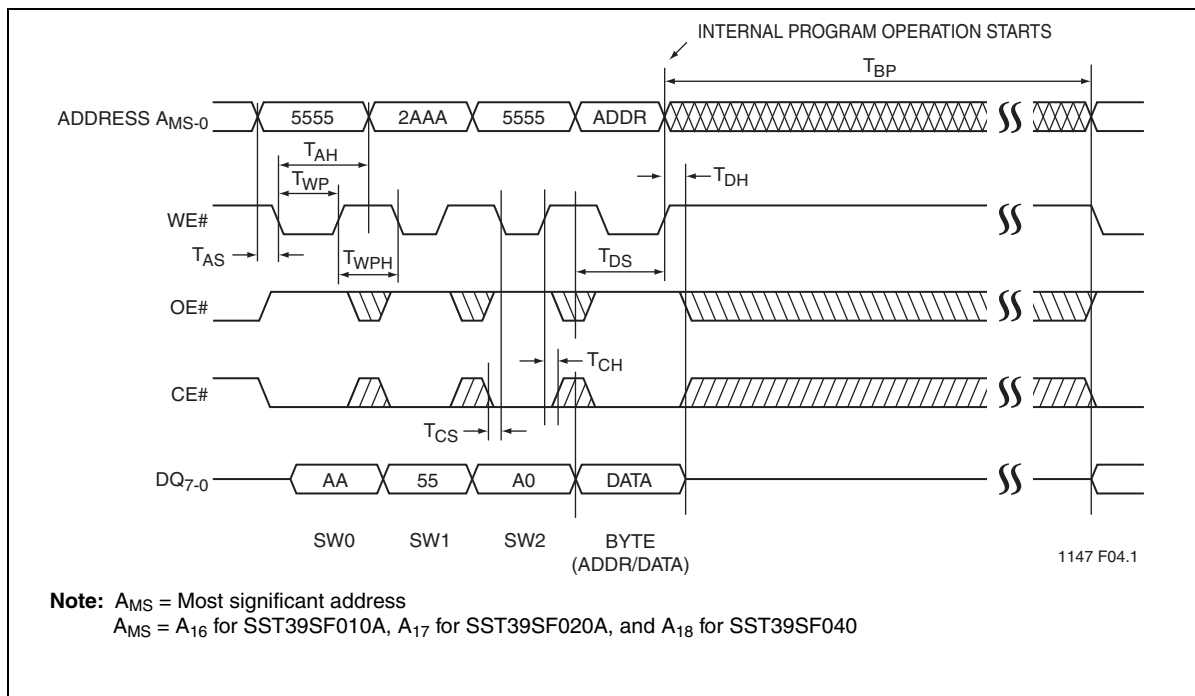 INTERNAL PROGRAM OPERATION STARTS
TBP
ADDRESS AMS-0
5555 2AAA 5555 ADDR
TAH
TDH
TWP
WE#
TAS
TDS
TWPH
OE#
TCH
CE#
TCS
DQ7-0
AA 55 A0 DATA
SW0 SW1 SW2 BYTE
(ADDR/DATA)
1147 F04.1
Note: AMS = Most significant address
AMS = A16 for SST39SF010A, A17 for SST39SF020A, and A18 for SST39SF040